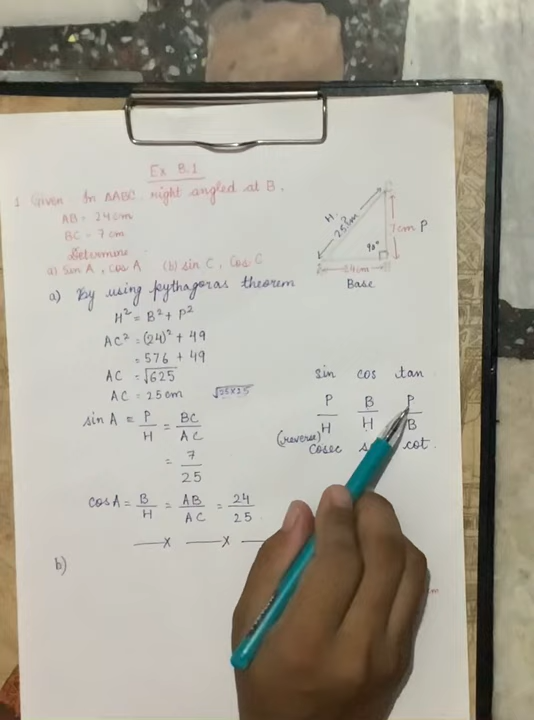 Ex 8.1
1 Given In ΔABC, right angled at B,
AB = 24 cm
BC = 7 cm
Determine
a) Sin A, cos A (b) sin C, Cos C
H
25cm
7cm P
90°
24cm
Base
a) By using pythagoras theorem
H² = B² + P²
AC² = (24)² + 49
= 576 + 49
AC = √625
AC = 25 cm √25×25
sin A = P/H = BC/AC
= 7/25
cos A = B/H = AB/AC = 24/25
—x —x —
sin cos tan
P/H B/H P/B
(reverse)
cosec cot.
b)